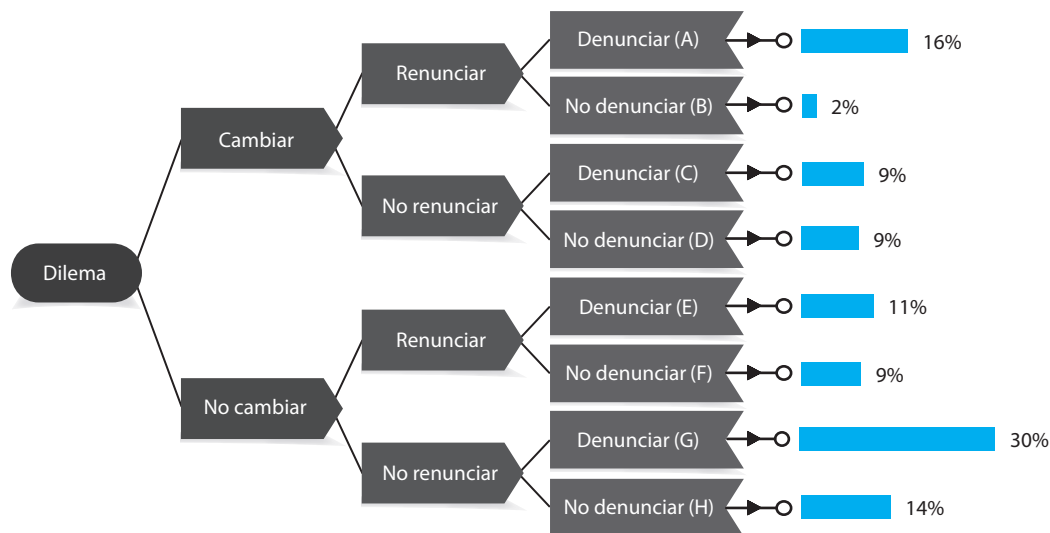 Denunciar (A)
16%
Renunciar
No denunciar (B)
2%
Cambiar
Denunciar (C)
9%
No renunciar
No denunciar (D)
9%
Dilema
Denunciar (E)
11%
Renunciar
No denunciar (F)
9%
No cambiar
Denunciar (G)
30%
No renunciar
No denunciar (H)
14%